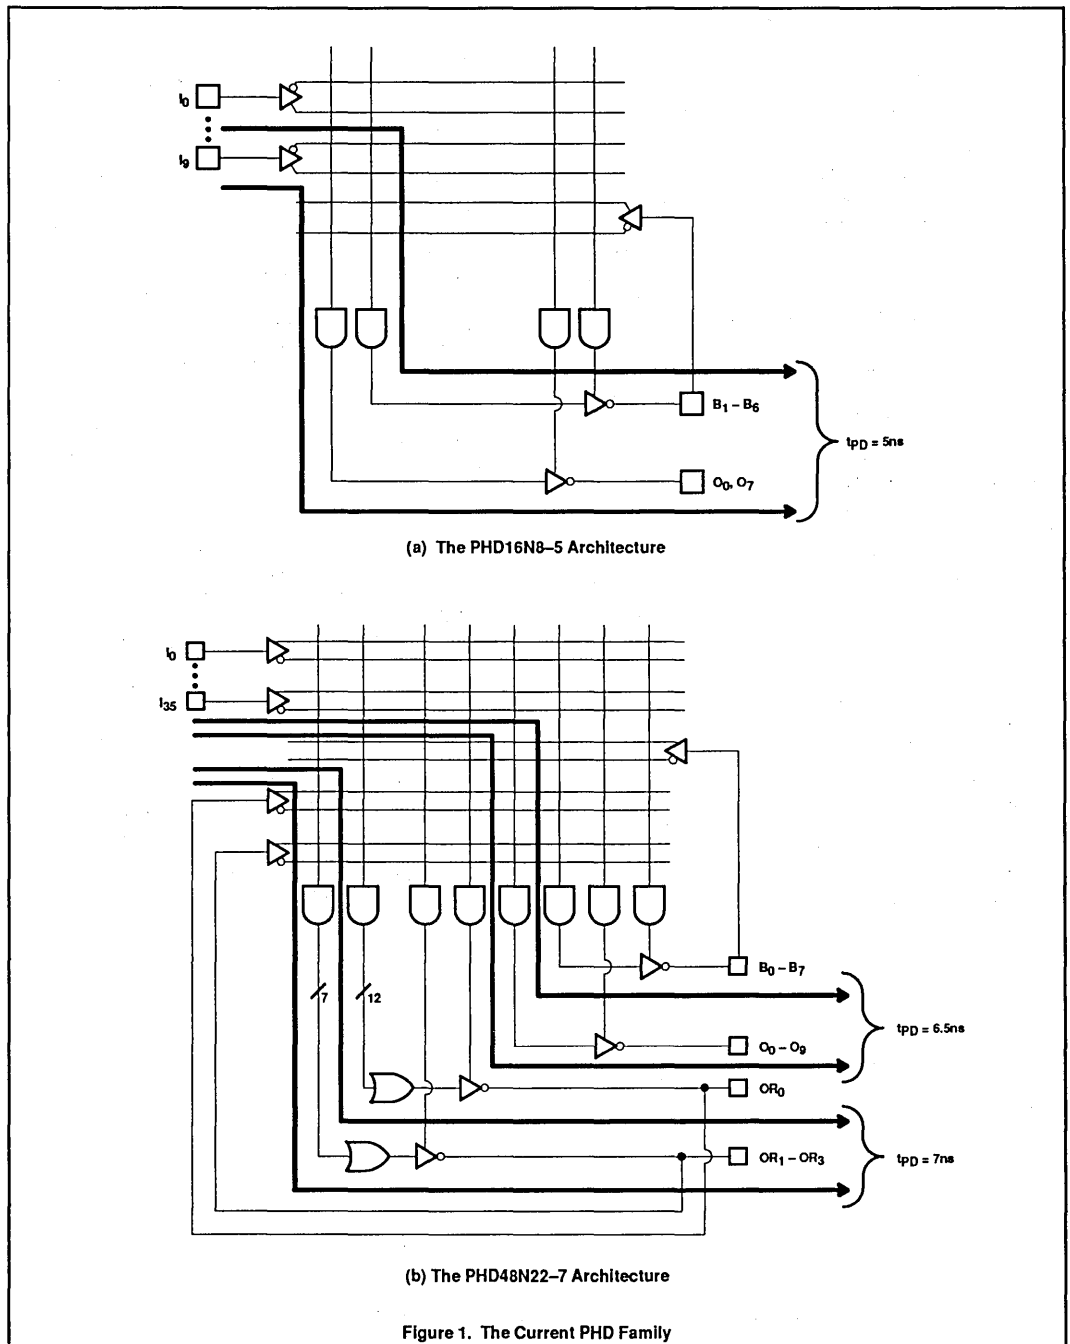 I0
I9
B1 – B6
tPD = 5ns
O0, O7
(a) The PHD16N8–5 Architecture
I0
I35
B0 – B7
7
12
tPD = 6.5ns
O0 – O9
OR0
OR1 – OR3
tPD = 7ns
(b) The PHD48N22–7 Architecture
Figure 1. The Current PHD Family